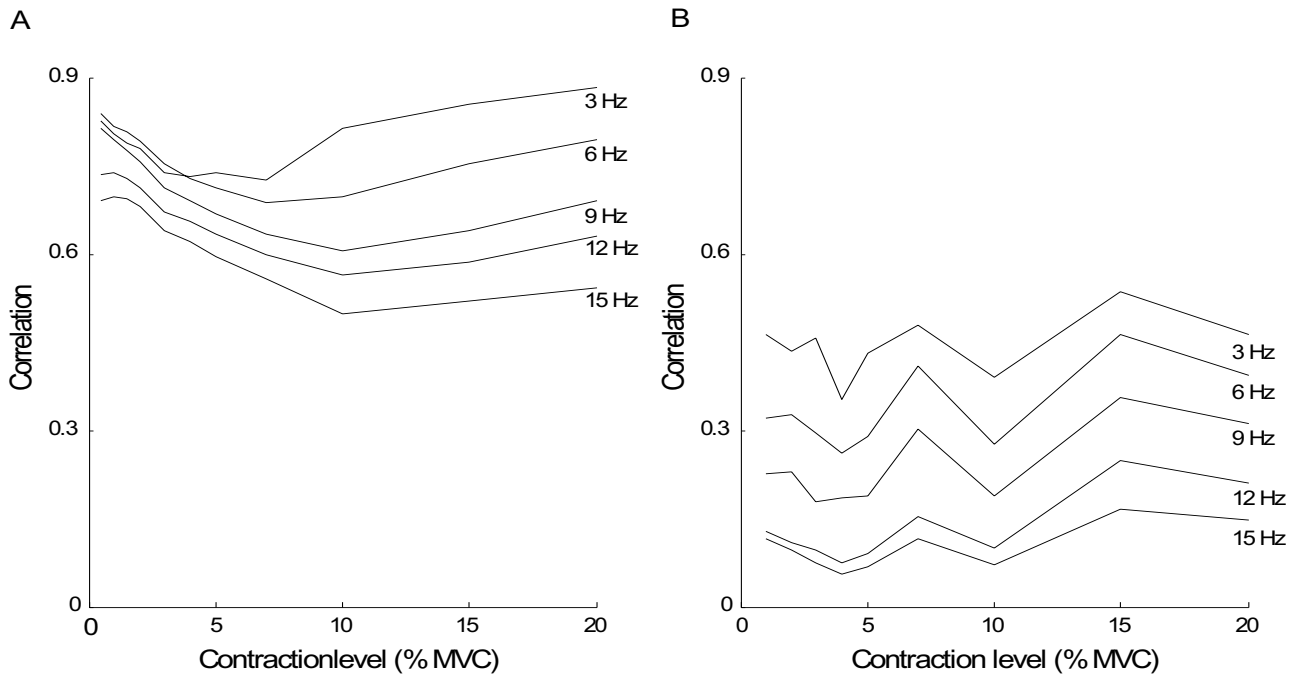 A
0.9
0.6
0.3
0
Correlation
3 Hz
6 Hz
9 Hz
12 Hz
15 Hz
0
5
10
15
20
Contractionlevel (% MVC)
B
0.9
0.6
0.3
0
Correlation
3 Hz
6 Hz
9 Hz
12 Hz
15 Hz
0
5
10
15
20
Contraction level (% MVC)